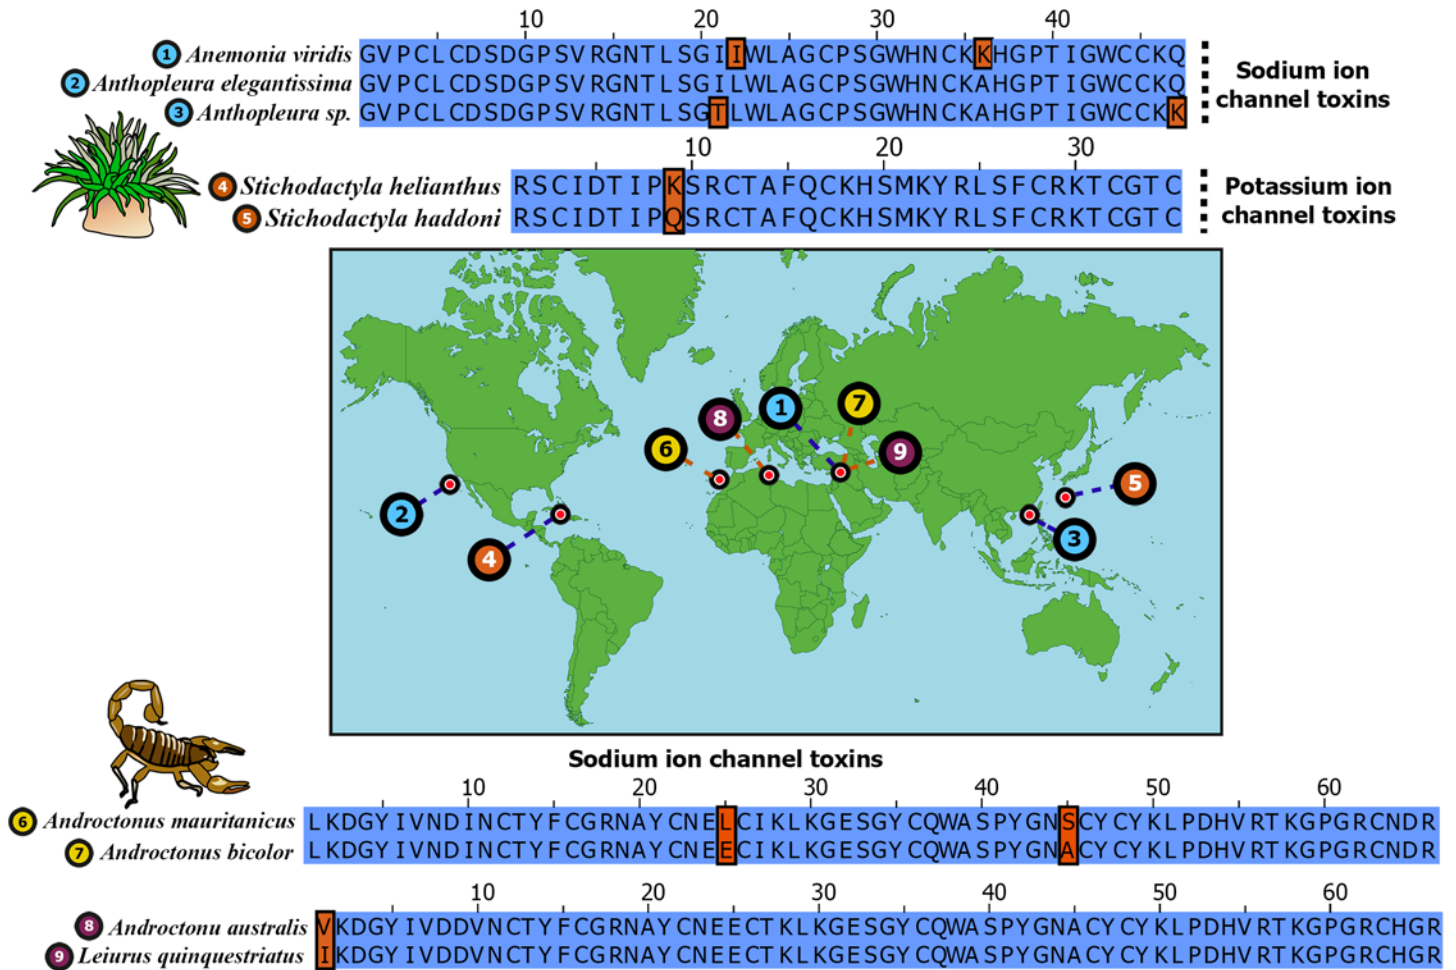 10 20 30 40
1 Anemonia viridis GVPCLCDSDGPSVRGNTLSGIIWLAGCPSGWHNCKKHGPTIGWCCKQ
2 Anthopleura elegantissima GVPCLCDSDGPSVRGNTLSGILWLAGCPSGWHNCKAHGPTIGWCCKQ
3 Anthopleura sp. GVPCLCDSDGPSVRGNTLSGTLWLAGCPSGWHNCKAHGPTIGWCCKK
Sodium ion
channel toxins
10 20 30
4 Stichodactyla helianthus RSCIDTIPKSRCTAFQCKHSMKYRLSFCRKTCGTC
5 Stichodactyla haddoni RSCIDTIPQSRCTAFQCKHSMKYRLSFCRKTCGTC
Potassium ion
channel toxins
1
7
8
6
9
5
2
3
4
Sodium ion channel toxins
10 20 30 40 50 60
6 Androctonus mauritanicus LKDGYIVNDINCTYFCGRNAYCNELCIKLKGESGYCQWASPYGNSCYCYKLPDHVRTKGPGRCNDR
7 Androctonus bicolor LKDGYIVNDINCTYFCGRNAYCNEECIKLKGESGYCQWASPYGNACYCYKLPDHVRTKGPGRCNDR
10 20 30 40 50 60
8 Androctonu australis VKDGYIVDDVNCTYFCGRNAYCNEECTKLKGESGYCQWASPYGNACYCYKLPDHVRTKGPGRCHGR
9 Leiurus quinquestriatus IKDGYIVDDVNCTYFCGRNAYCNEECTKLKGESGYCQWASPYGNACYCYKLPDHVRTKGPGRCHGR